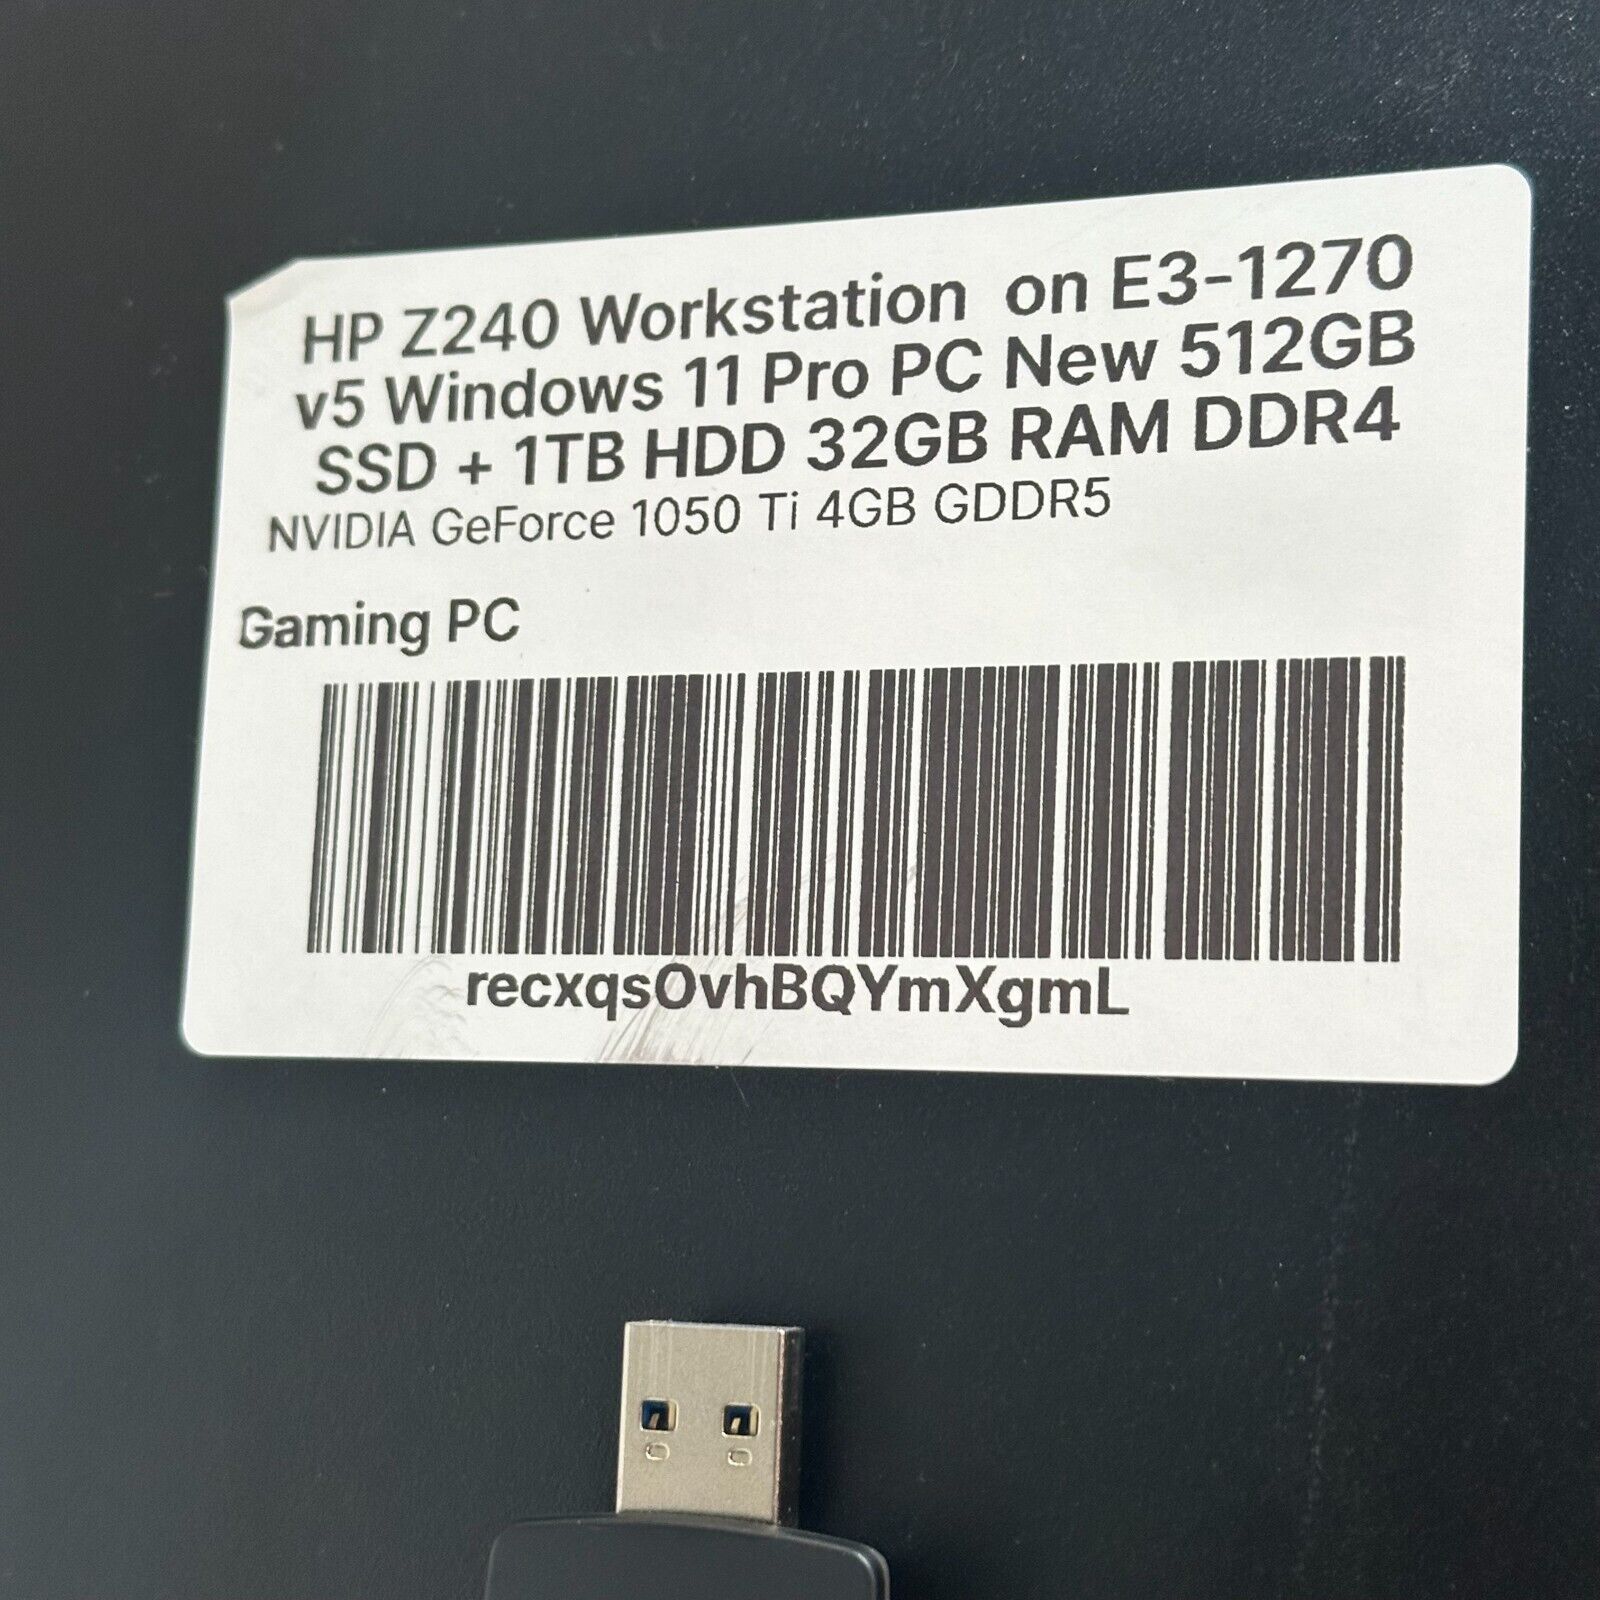 HP Z240 Workstation on E3-1270
v5 Windows 11 Pro PC New 512GB
SSD + 1TB HDD 32GB RAM DDR4
NVIDIA GeForce 1050 Ti 4GB GDDR5
Gaming PC
recxqsOvhBQYmXgmL